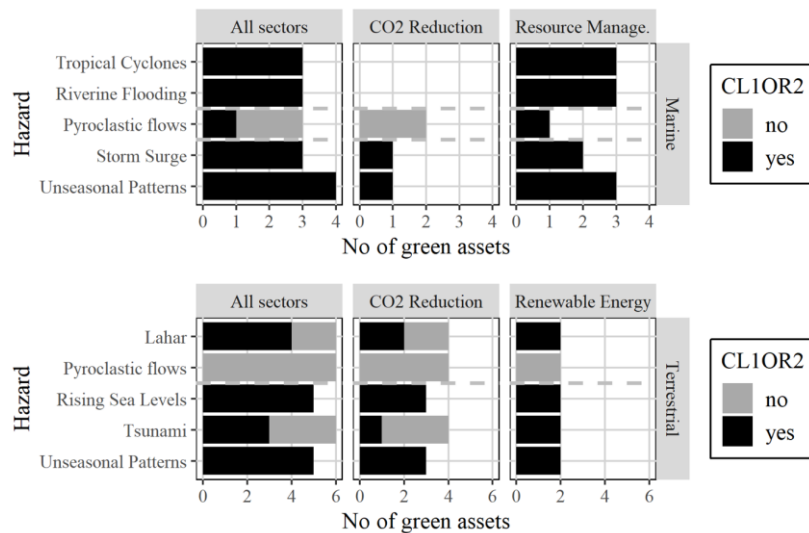 All sectors CO2 Reduction Resource Manage.
Tropical Cyclones
Riverine Flooding
Pyroclastic flows
Storm Surge
Unseasonal Patterns
Hazard
Marine
0 1 2 3 4 0 1 2 3 4 0 1 2 3 4
No of green assets
CL1OR2
no
yes
All sectors CO2 Reduction Renewable Energy
Lahar
Pyroclastic flows
Rising Sea Levels
Tsunami
Unseasonal Patterns
Hazard
Terrestrial
0 2 4 6 0 2 4 6 0 2 4 6
No of green assets
CL1OR2
no
yes